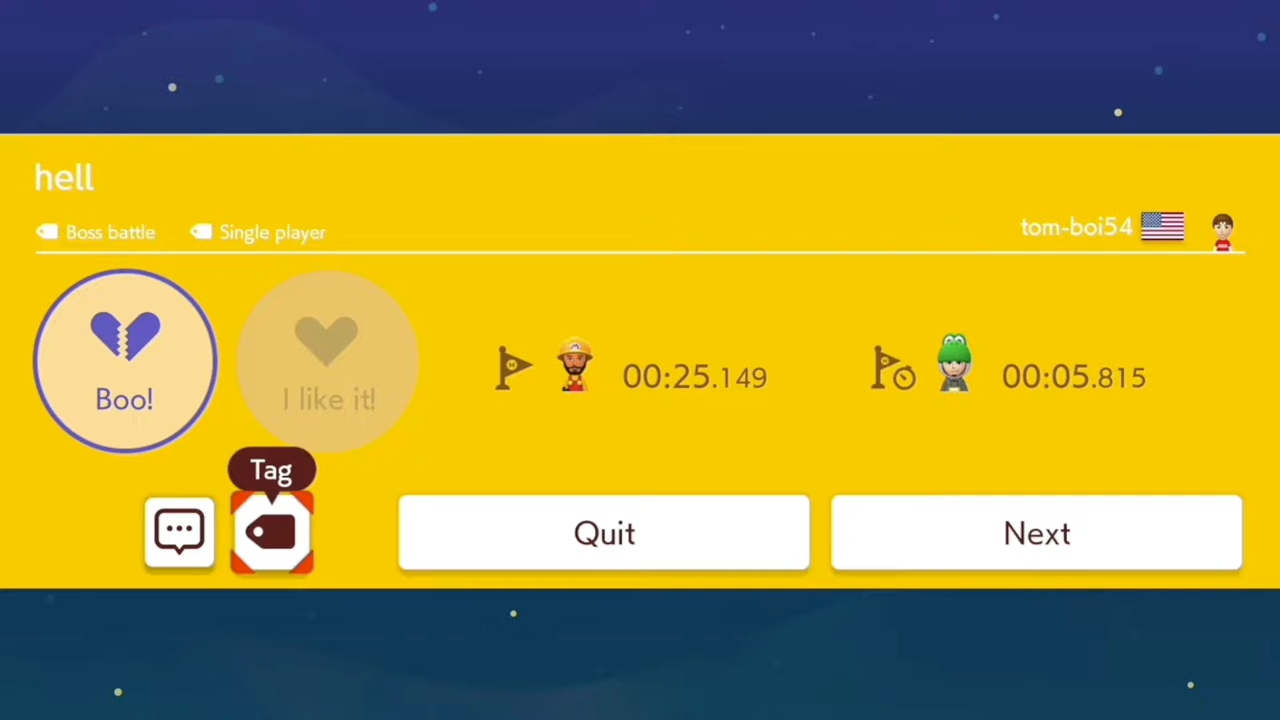 hell
Boss battle Single player
tom-boi54
Boo!
I like it!
00:25.149
00:05.815
Tag
Quit
Next